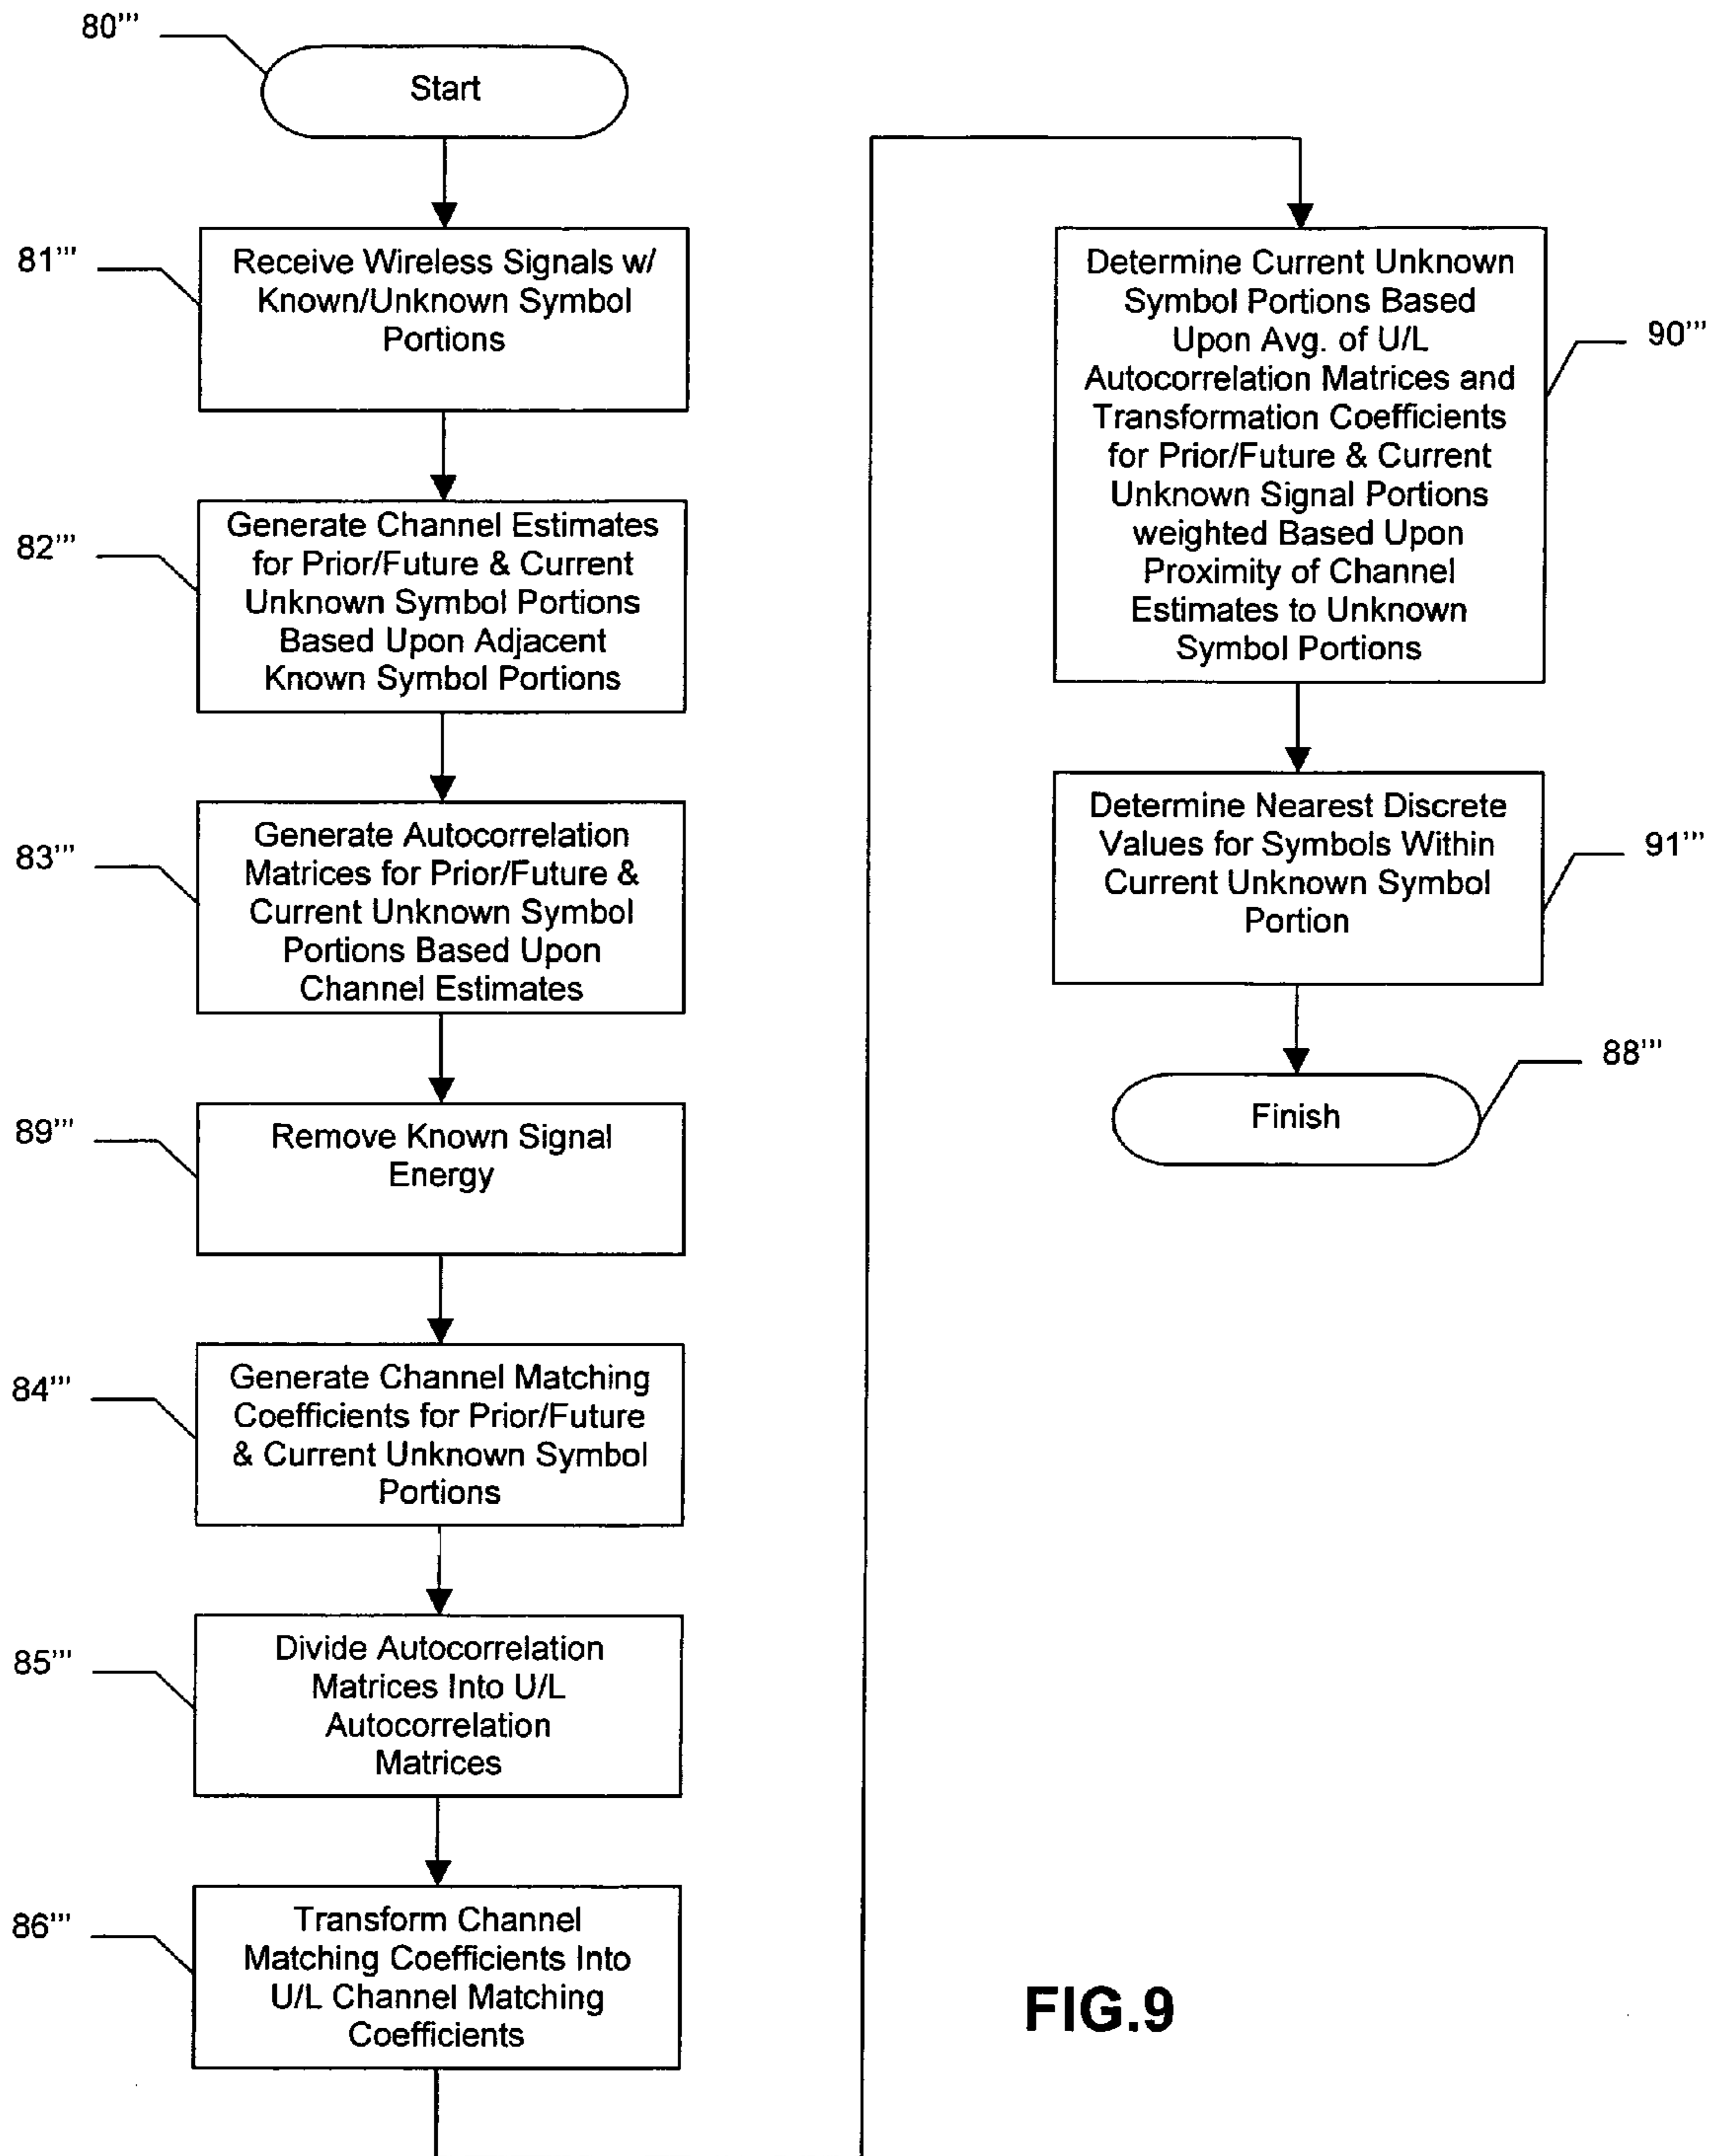 80'''
Start
81'''
Receive Wireless Signals w/
Known/Unknown Symbol
Portions
82'''
Generate Channel Estimates
for Prior/Future & Current
Unknown Symbol Portions
Based Upon Adjacent
Known Symbol Portions
83'''
Generate Autocorrelation
Matrices for Prior/Future &
Current Unknown Symbol
Portions Based Upon
Channel Estimates
89'''
Remove Known Signal
Energy
84'''
Generate Channel Matching
Coefficients for Prior/Future
& Current Unknown Symbol
Portions
85'''
Divide Autocorrelation
Matrices Into U/L
Autocorrelation
Matrices
86'''
Transform Channel
Matching Coefficients Into
U/L Channel Matching
Coefficients
Determine Current Unknown
Symbol Portions Based
Upon Avg. of U/L
Autocorrelation Matrices and
Transformation Coefficients
for Prior/Future & Current
Unknown Signal Portions
weighted Based Upon
Proximity of Channel
Estimates to Unknown
Symbol Portions
90'''
Determine Nearest Discrete
Values for Symbols Within
Current Unknown Symbol
Portion
91'''
Finish
88'''
FIG.9